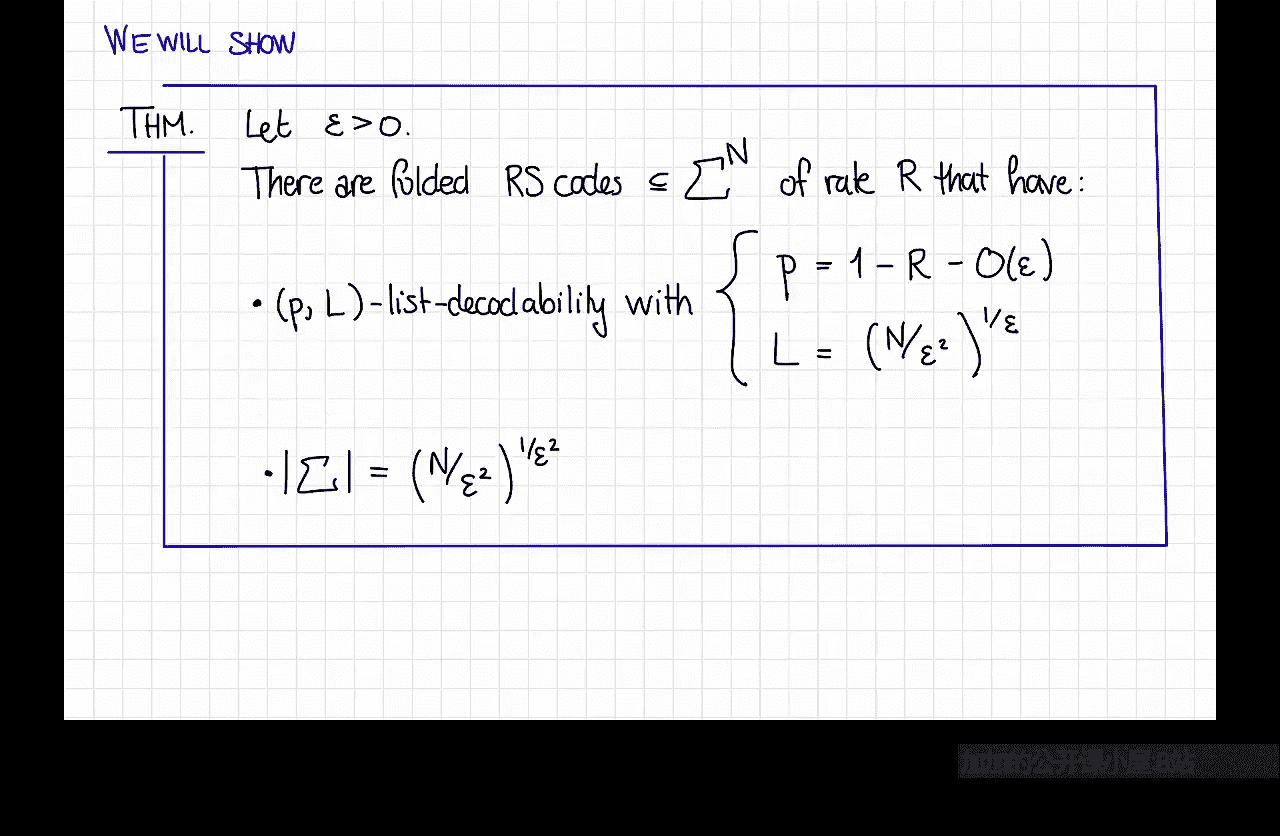 WE WILL SHOW
THM. Let ε>0.
There are folded RS codes ⊆ Σ^N of rate R that have:
• (p, L)-list-decodability with { p = 1 - R - O(ε)
L = (N/ε²)^{1/ε}
• |Σ| = (N/ε²)^{1/ε²}